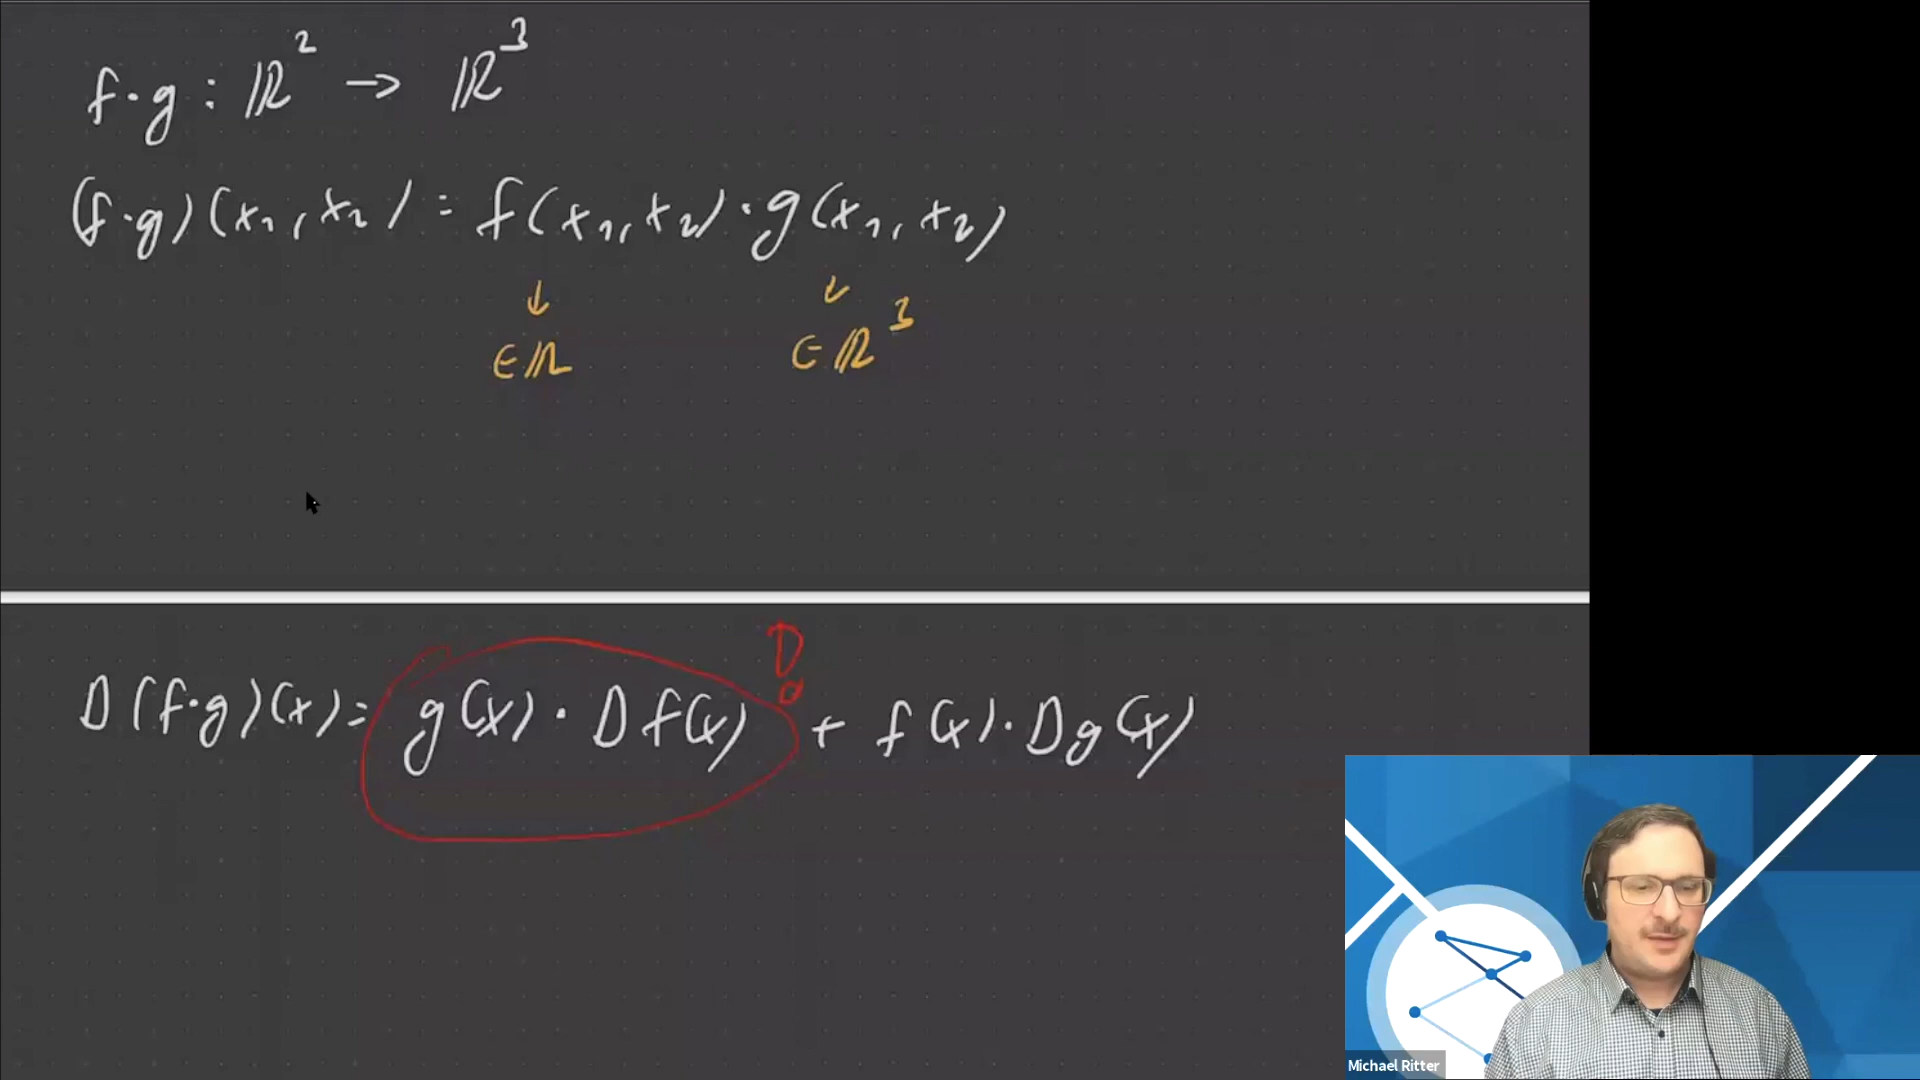 f·g : ℝ² → ℝ³
(f·g)(x₁, x₂) = f(x₁, x₂)·g(x₁, x₂)
↓ ↓
∈ℝ ∈ℝ³
!
D(f·g)(x) = g(x)·Df(x) + f(x)·Dg(x)
Michael Ritter